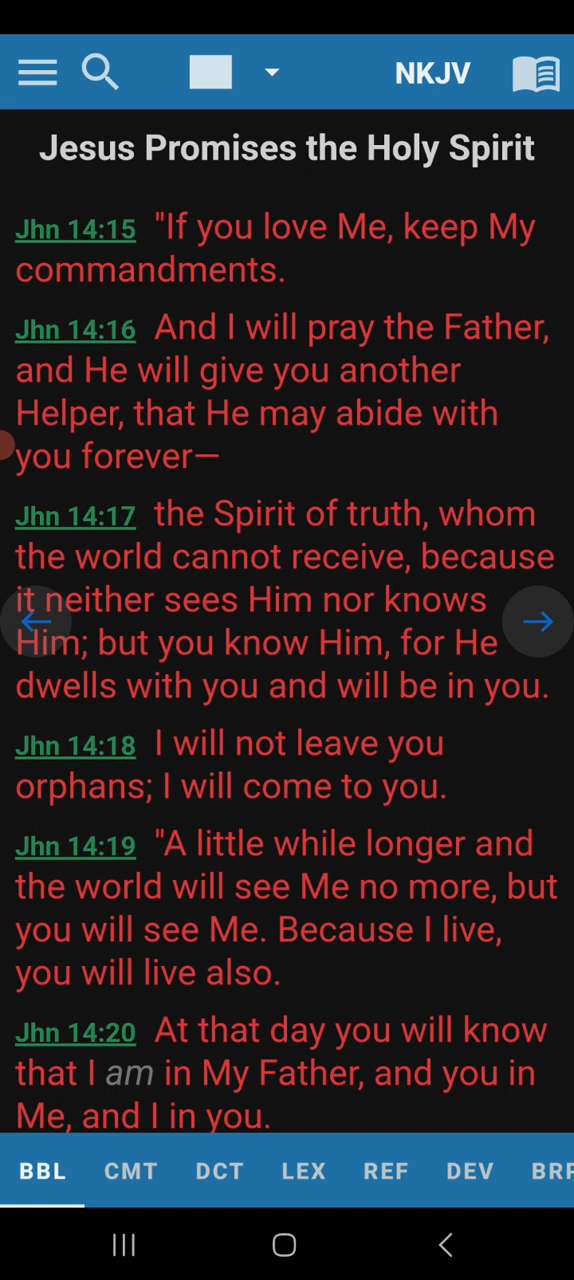 NKJV
Jesus Promises the Holy Spirit
Jhn 14:15 "If you love Me, keep My
commandments.
Jhn 14:16 And I will pray the Father,
and He will give you another
Helper, that He may abide with
you forever—
Jhn 14:17 the Spirit of truth, whom
the world cannot receive, because
it neither sees Him nor knows
Him; but you know Him, for He
dwells with you and will be in you.
Jhn 14:18 I will not leave you
orphans; I will come to you.
Jhn 14:19 "A little while longer and
the world will see Me no more, but
you will see Me. Because I live,
you will live also.
Jhn 14:20 At that day you will know
that I am in My Father, and you in
Me, and I in you.
BBL CMT DCT LEX REF DEV